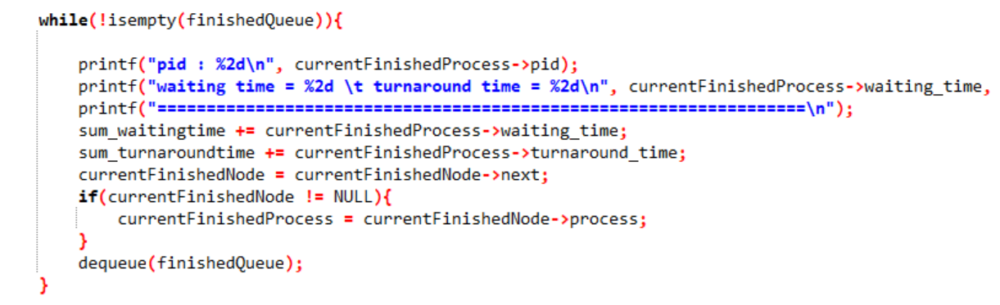 while(!isempty(finishedQueue)){
printf("pid : %2d\n", currentFinishedProcess->pid);
printf("waiting time = %2d \t turnaround time = %2d\n", currentFinishedProcess->waiting_time,
printf("==================================================================\n");
sum_waitingtime += currentFinishedProcess->waiting_time;
sum_turnaroundtime += currentFinishedProcess->turnaround_time;
currentFinishedNode = currentFinishedNode->next;
if(currentFinishedNode != NULL){
currentFinishedProcess = currentFinishedNode->process;
}
dequeue(finishedQueue);
}